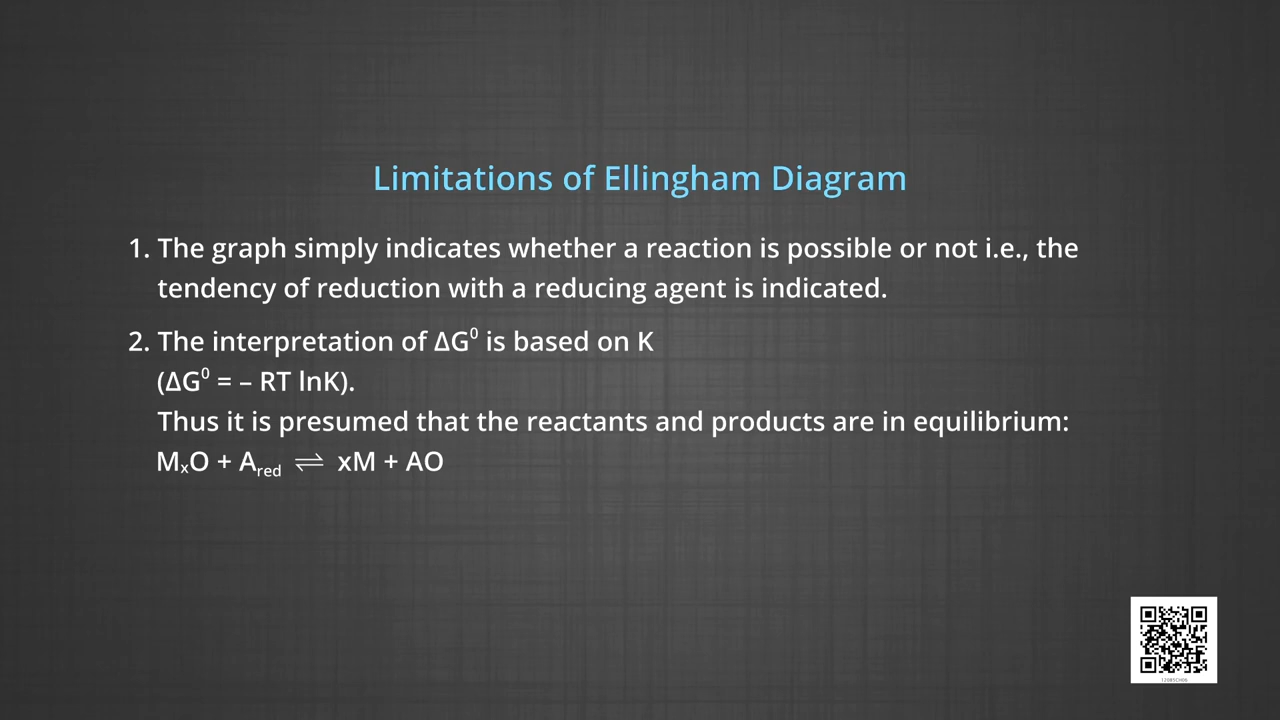 Limitations of Ellingham Diagram
1. The graph simply indicates whether a reaction is possible or not i.e., the
tendency of reduction with a reducing agent is indicated.
2. The interpretation of ΔG⁰ is based on K
(ΔG⁰ = – RT lnK).
Thus it is presumed that the reactants and products are in equilibrium:
MₓO + A_red ⇌ xM + AO
12085CH06